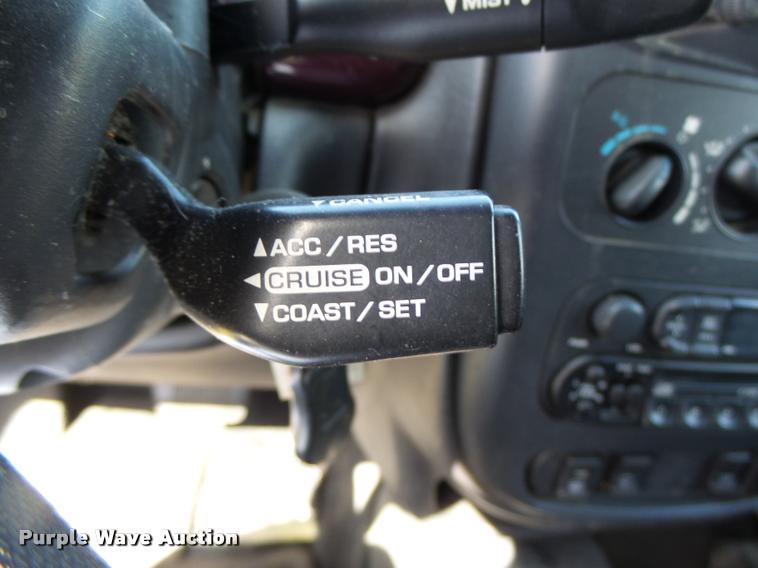 MIST
CANCEL
ACC / RES
CRUISE ON / OFF
COAST / SET
Purple Wave Auction